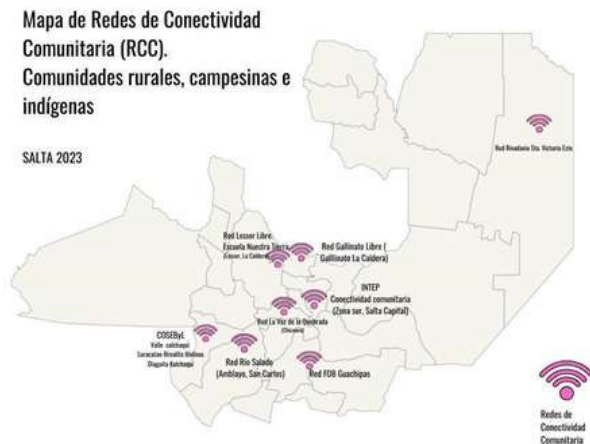 Mapa de Redes de Conectividad
Comunitaria (RCC).
Comunidades rurales, campesinas e
indígenas
SALTA 2023
Red Rivadavia Sta. Victoria Este
Red Lesser Libre.
Escuela Nuestra Tierra
(Lesser, La Caldera)
Red Gallinato Libre (
Gallinato La Caldera)
INTEP
Conectividad comunitaria
(Zona sur, Salta Capital)
Red La Voz de la Quebrada
COSEByL
Valle calchaquí
Diaguita Kalchaquí
Red Río Salado
(Amblayo, San Carlos)
Red FDB Guachipas
Redes de
Conectividad
Comunitaria